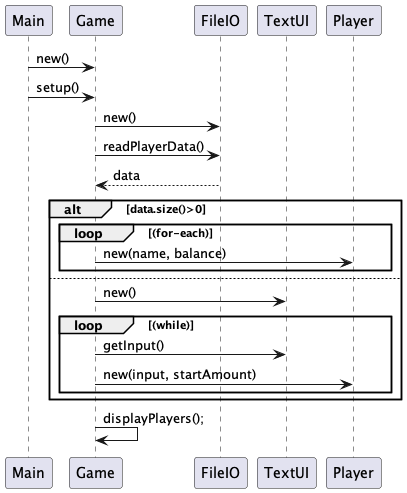 Main Game FileIO TextUI Player
new()
setup()
new()
readPlayerData()
data
alt [data.size()>0]
loop [(for-each)]
new(name, balance)
new()
loop [(while)]
getInput()
new(input, startAmount)
displayPlayers();
Main Game FileIO TextUI Player